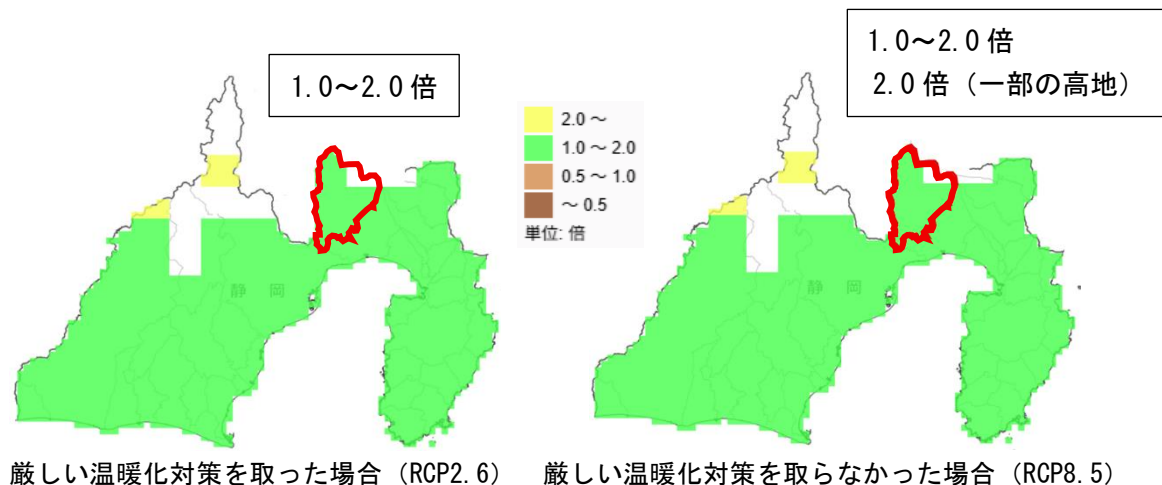 1.0～2.0 倍
1.0～2.0 倍
2.0 倍（一部の高地）
2.0 ～
1.0 ～ 2.0
0.5 ～ 1.0
～ 0.5
単位: 倍
静 岡
静 岡
厳しい温暖化対策を取った場合（RCP2.6）
厳しい温暖化対策を取らなかった場合（RCP8.5）